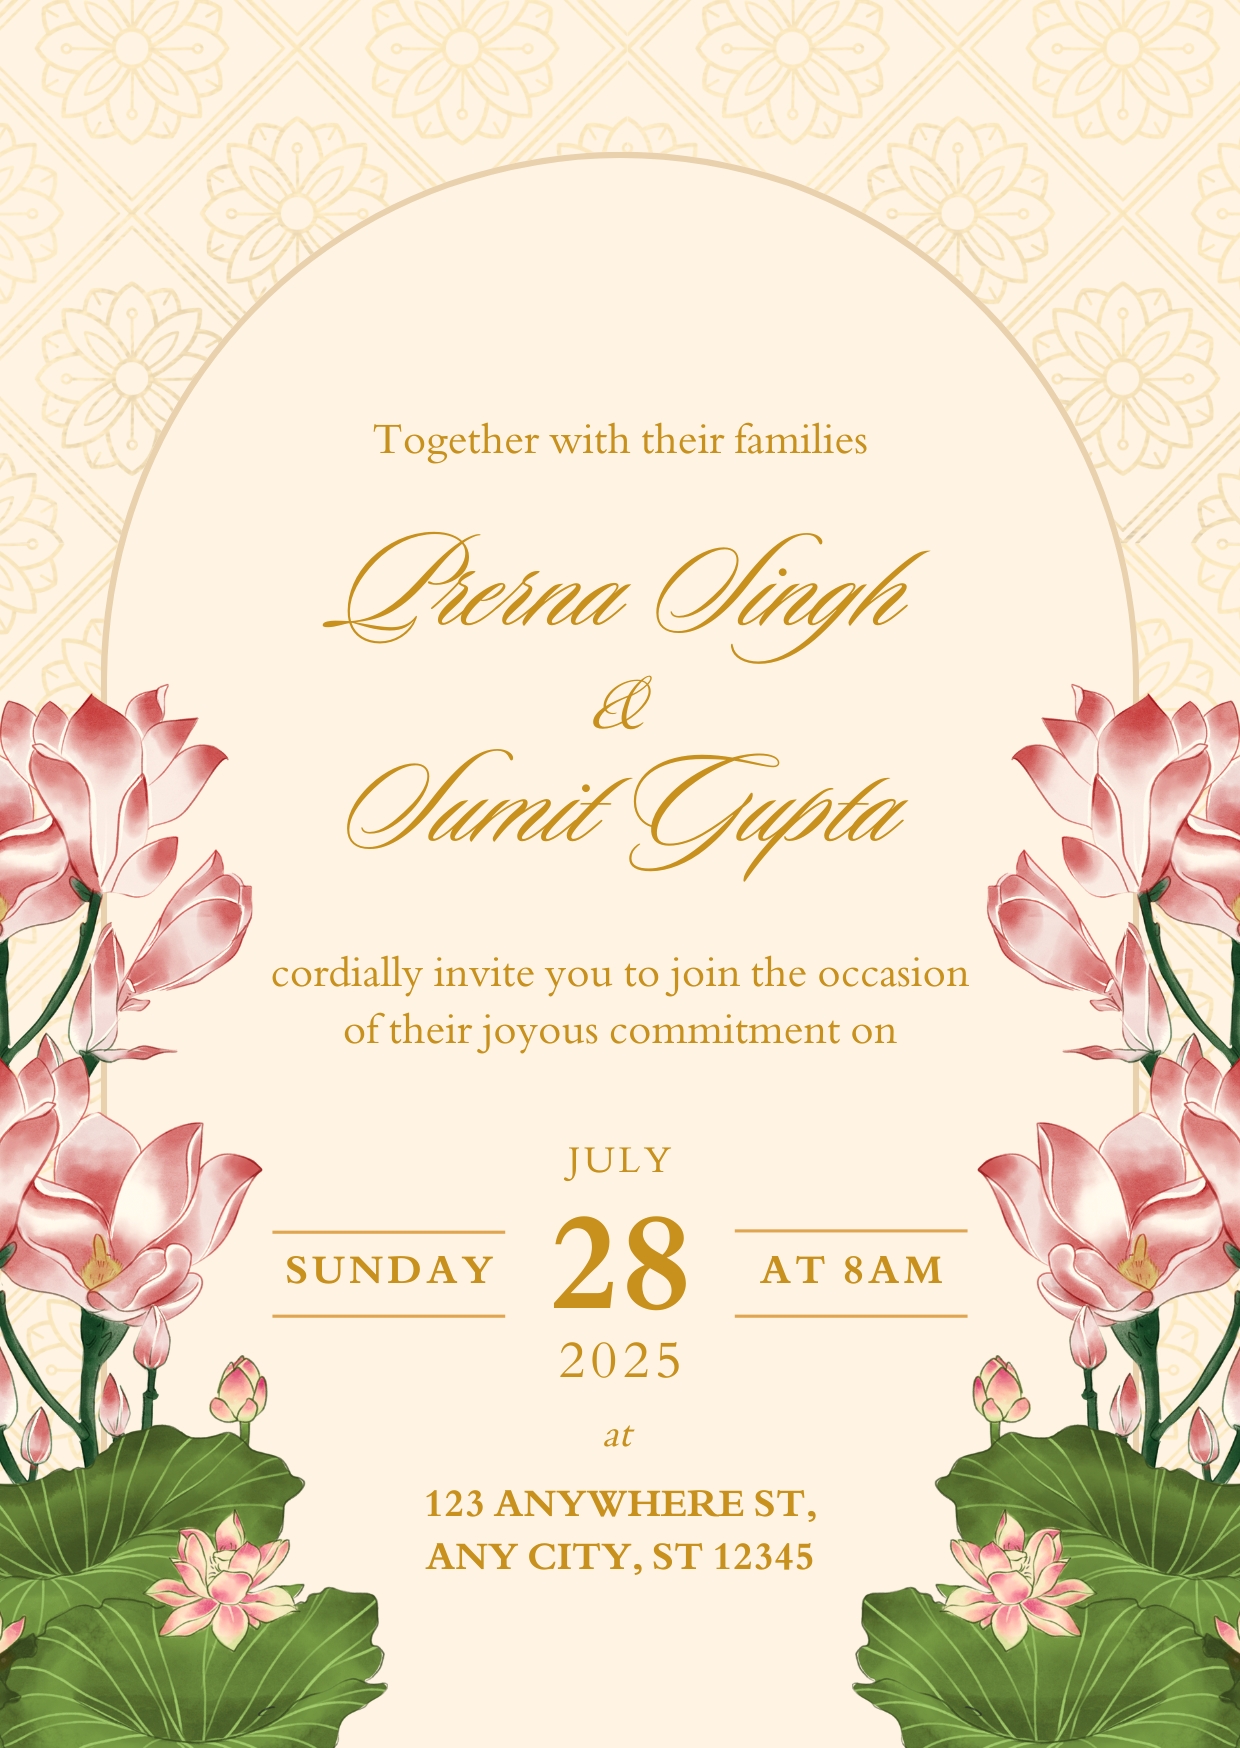 Together with their families
Prerna Singh
&
Sumit Gupta
cordially invite you to join the occasion
of their joyous commitment on
JULY
SUNDAY 28 AT 8AM
2025
at
123 ANYWHERE ST,
ANY CITY, ST 12345